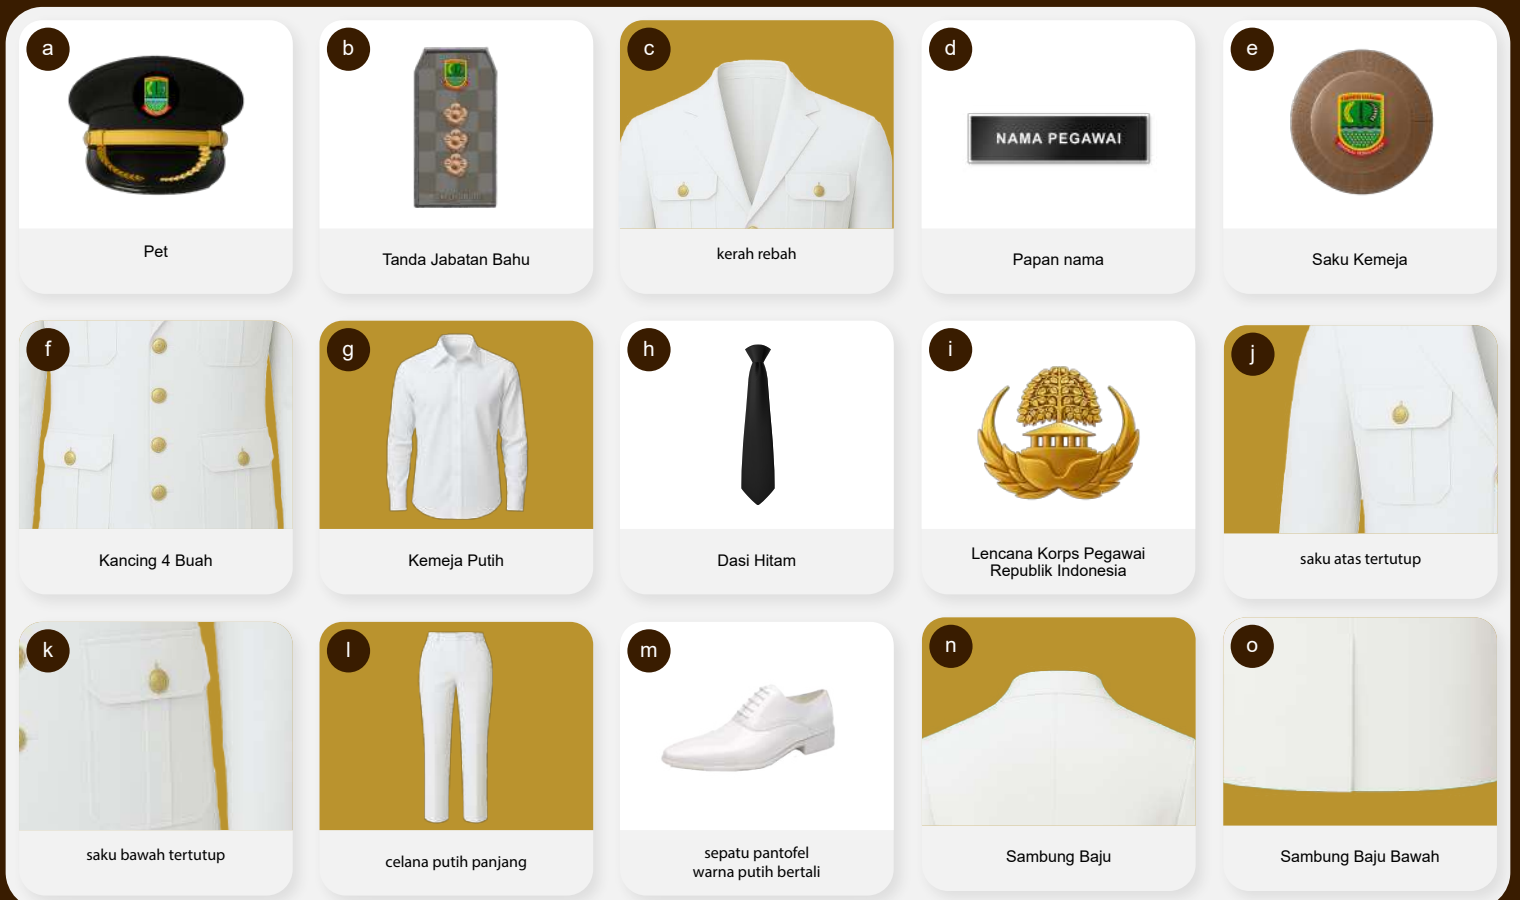 a
Pet
b
Tanda Jabatan Bahu
c
kerah rebah
d
NAMA PEGAWAI
Papan nama
e
Saku Kemeja
f
Kancing 4 Buah
g
Kemeja Putih
h
Dasi Hitam
i
Lencana Korps Pegawai
Republik Indonesia
j
saku atas tertutup
k
saku bawah tertutup
l
celana putih panjang
m
sepatu pantofel
warna putih bertali
n
Sambung Baju
o
Sambung Baju Bawah